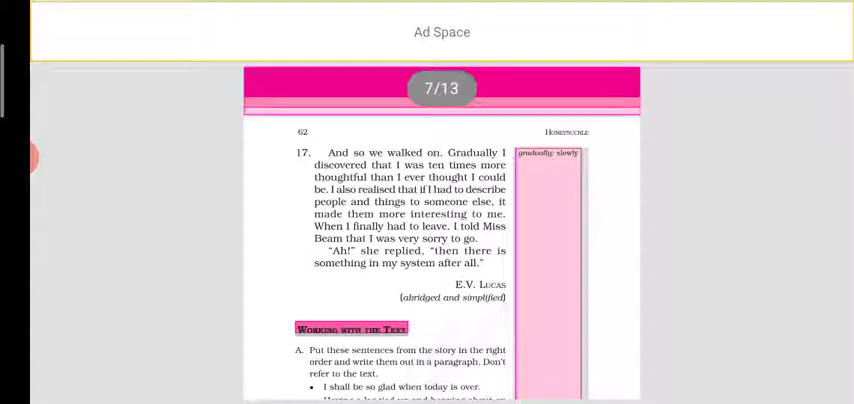 Ad Space
7/13
62 HONEYSUCKLE
17. And so we walked on. Gradually I
discovered that I was ten times more
thoughtful than I ever thought I could
be. I also realised that if I had to describe
people and things to someone else, it
made them more interesting to me.
When I finally had to leave, I told Miss
Beam that I was very sorry to go.
“Ah!” she replied, “then there is
something in my system after all.”
gradually: slowly
E.V. LUCAS
(abridged and simplified)
WORKING WITH THE TEXT
A. Put these sentences from the story in the right
order and write them out in a paragraph. Don't
refer to the text.
• I shall be so glad when today is over.